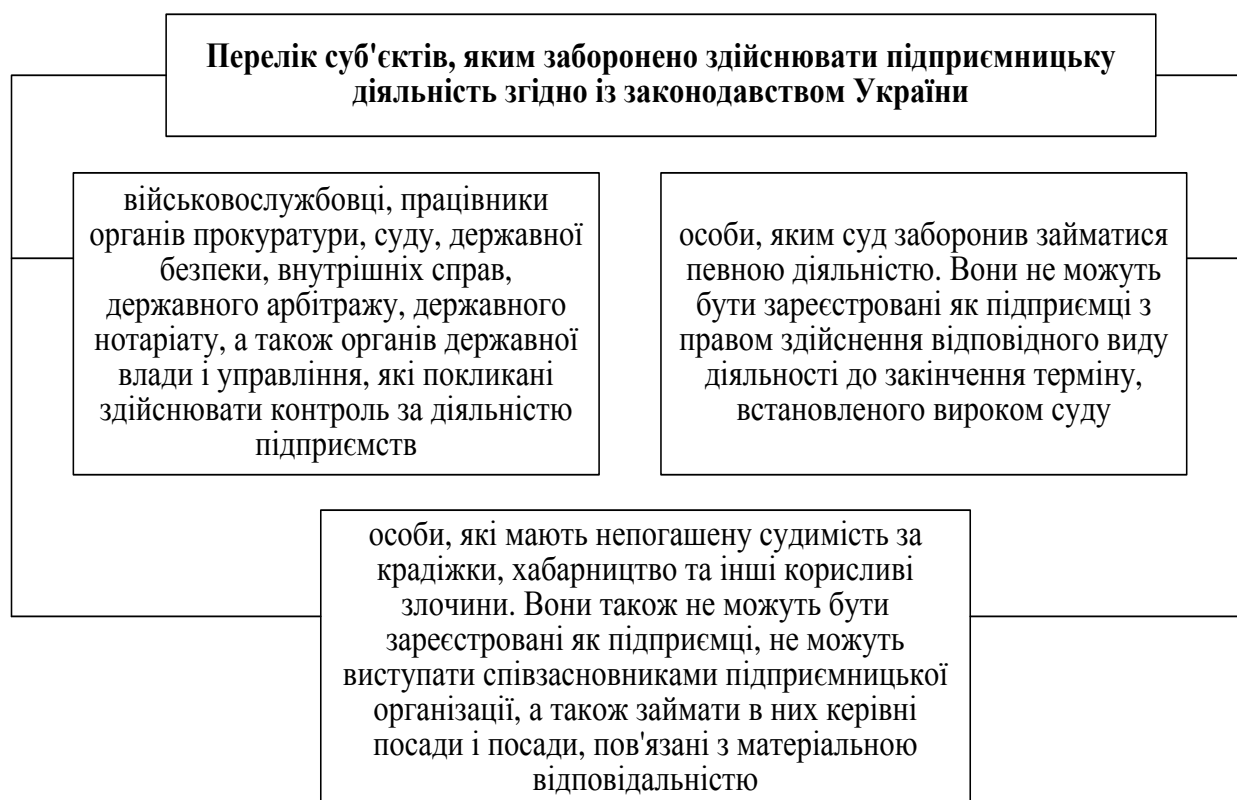 Перелік суб'єктів, яким заборонено здійснювати підприємницьку
діяльність згідно із законодавством України
військовослужбовці, працівники
органів прокуратури, суду, державної
безпеки, внутрішніх справ,
державного арбітражу, державного
нотаріату, а також органів державної
влади і управління, які покликані
здійснювати контроль за діяльністю
підприємств
особи, яким суд заборонив займатися
певною діяльністю. Вони не можуть
бути зареєстровані як підприємці з
правом здійснення відповідного виду
діяльності до закінчення терміну,
встановленого вироком суду
особи, які мають непогашену судимість за
крадіжки, хабарництво та інші корисливі
злочини. Вони також не можуть бути
зареєстровані як підприємці, не можуть
виступати співзасновниками підприємницької
організації, а також займати в них керівні
посади і посади, пов'язані з матеріальною
відповідальністю